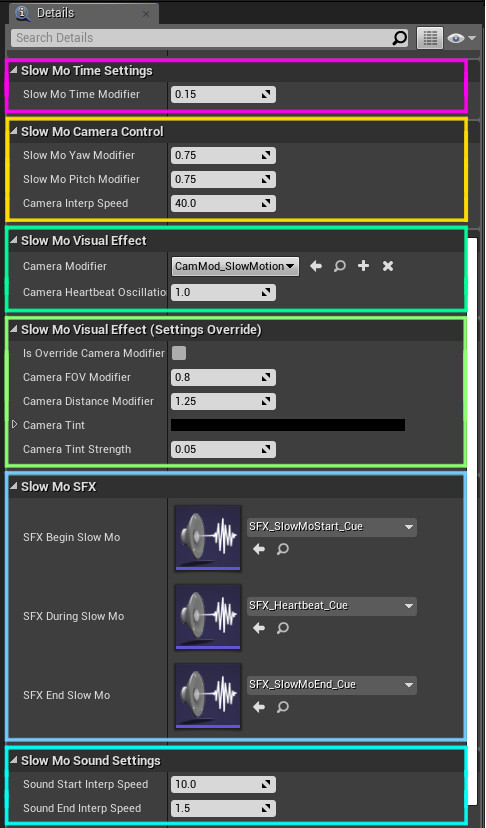 Details
Search Details
Slow Mo Time Settings
Slow Mo Time Modifier 0.15
Slow Mo Camera Control
Slow Mo Yaw Modifier 0.75
Slow Mo Pitch Modifier 0.75
Camera Interp Speed 40.0
Slow Mo Visual Effect
Camera Modifier CamMod_SlowMotion
Camera Heartbeat Oscillatio 1.0
Slow Mo Visual Effect (Settings Override)
Is Override Camera Modifier
Camera FOV Modifier 0.8
Camera Distance Modifier 1.25
Camera Tint
Camera Tint Strength 0.05
Slow Mo SFX
SFX_SlowMoStart_Cue
SFX Begin Slow Mo
SFX_Heartbeat_Cue
SFX During Slow Mo
SFX_SlowMoEnd_Cue
SFX End Slow Mo
Slow Mo Sound Settings
Sound Start Interp Speed 10.0
Sound End Interp Speed 1.5